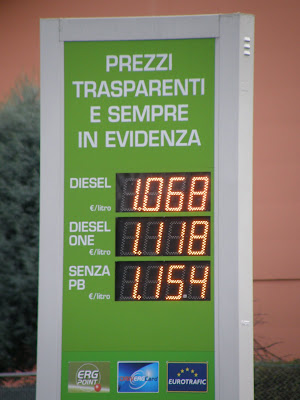 PREZZI
TRASPARENTI
E SEMPRE
IN EVIDENZA
DIESEL 1.068
€/litro
DIESEL
ONE 1.118
€/litro
SENZA
PB 1.154
€/litro
ERG
POINT
EUROTRAFIC